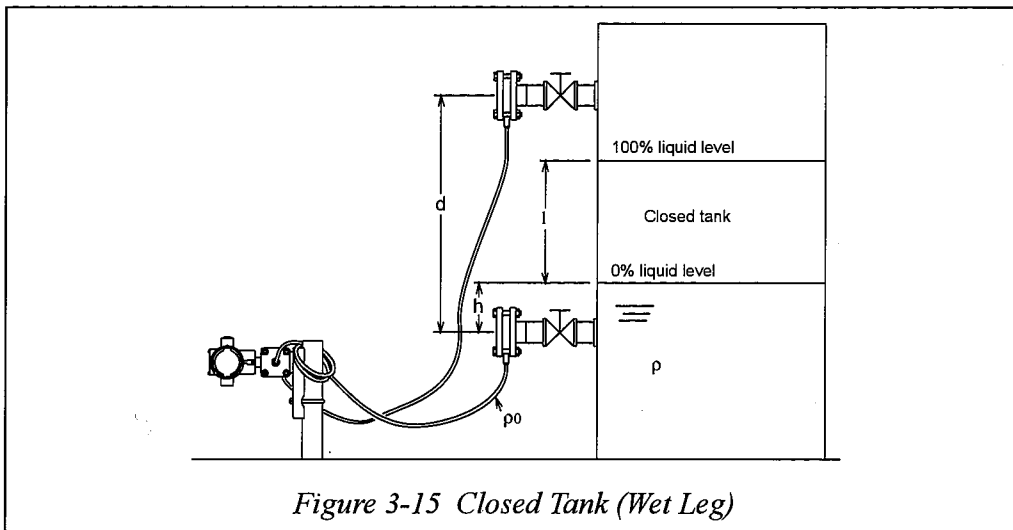 100% liquid level
d
l
Closed tank
0% liquid level
h
ρ
ρ0
Figure 3-15 Closed Tank (Wet Leg)